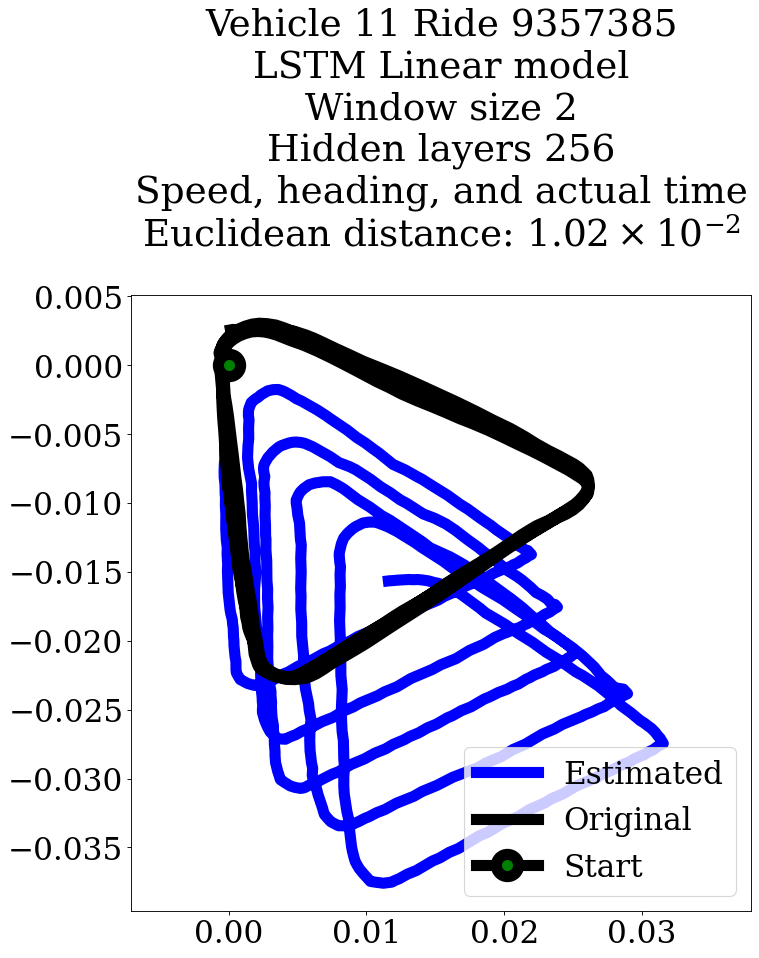 Vehicle 11 Ride 9357385
LSTM Linear model
Window size 2
Hidden layers 256
Speed, heading, and actual time
Euclidean distance: 1.02 × 10⁻²
0.005
0.000
−0.005
−0.010
−0.015
−0.020
−0.025
−0.030
−0.035
Estimated
Original
Start
0.00 0.01 0.02 0.03